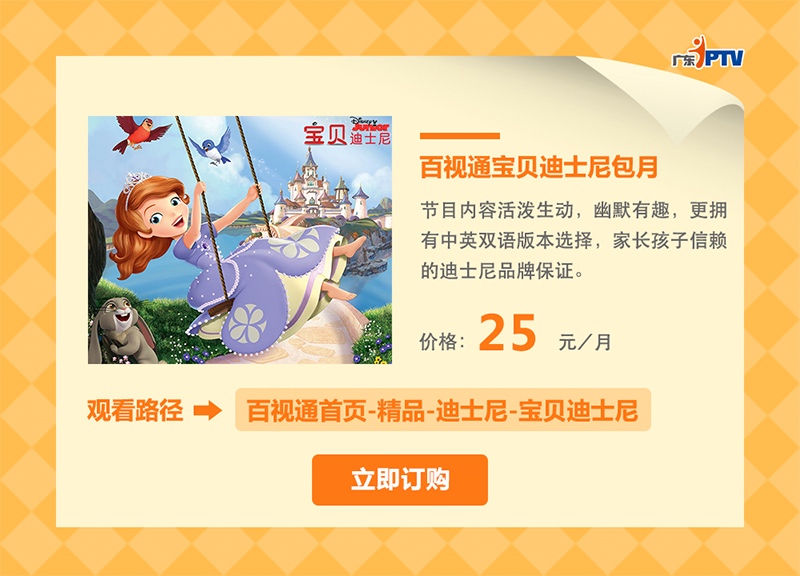 广东IPTV
Disney Junior
宝贝迪士尼
百视通宝贝迪士尼包月
节目内容活泼生动，幽默有趣，更拥
有中英双语版本选择，家长孩子信赖
的迪士尼品牌保证。
价格：25 元／月
观看路径 百视通首页-精品-迪士尼-宝贝迪士尼
立即订购